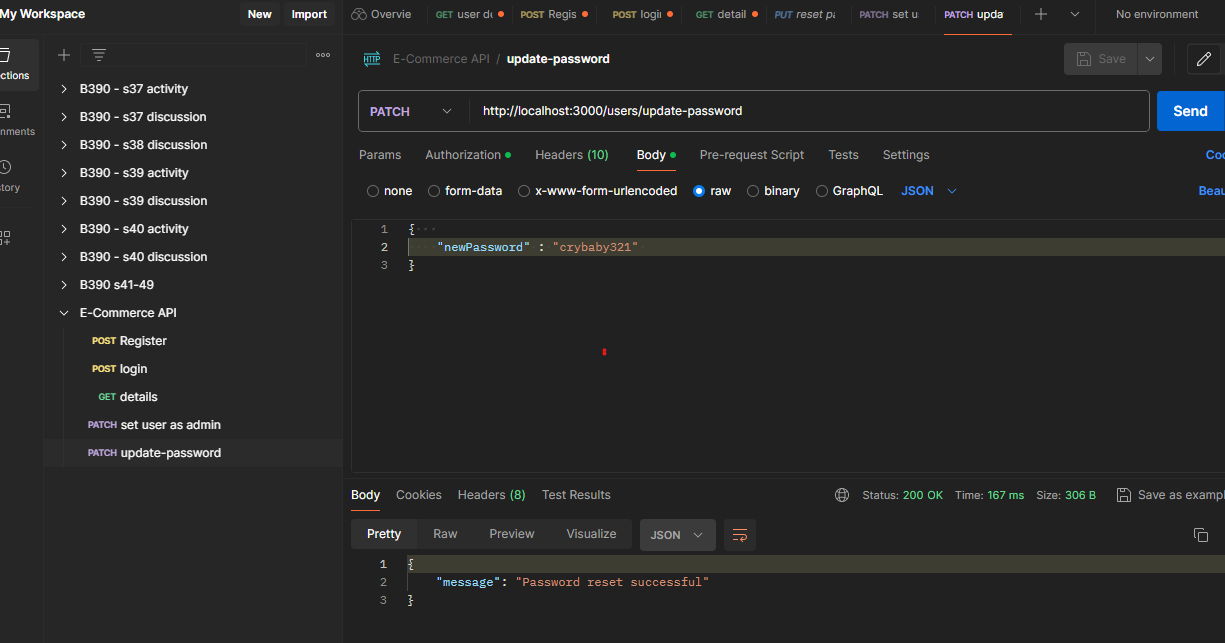 My Workspace New Import
Overvie GET user d POST Regis POST logi GET detail PUT reset pa PATCH set u PATCH upda No environment
ctions
nments
story
B390 - s37 activity
B390 - s37 discussion
B390 - s38 discussion
B390 - s39 activity
B390 - s39 discussion
B390 - s40 activity
B390 - s40 discussion
B390 s41-49
E-Commerce API
POST Register
POST login
GET details
PATCH set user as admin
PATCH update-password
HTTP E-Commerce API / update-password Save
PATCH http://localhost:3000/users/update-password Send
Params Authorization Headers (10) Body Pre-request Script Tests Settings Coo
none form-data x-www-form-urlencoded raw binary GraphQL JSON Beau
1 {
2 "newPassword" : "crybaby321"
3 }
Body Cookies Headers (8) Test Results Status: 200 OK Time: 167 ms Size: 306 B Save as exampl
Pretty Raw Preview Visualize JSON
1 {
2 "message": "Password reset successful"
3 }